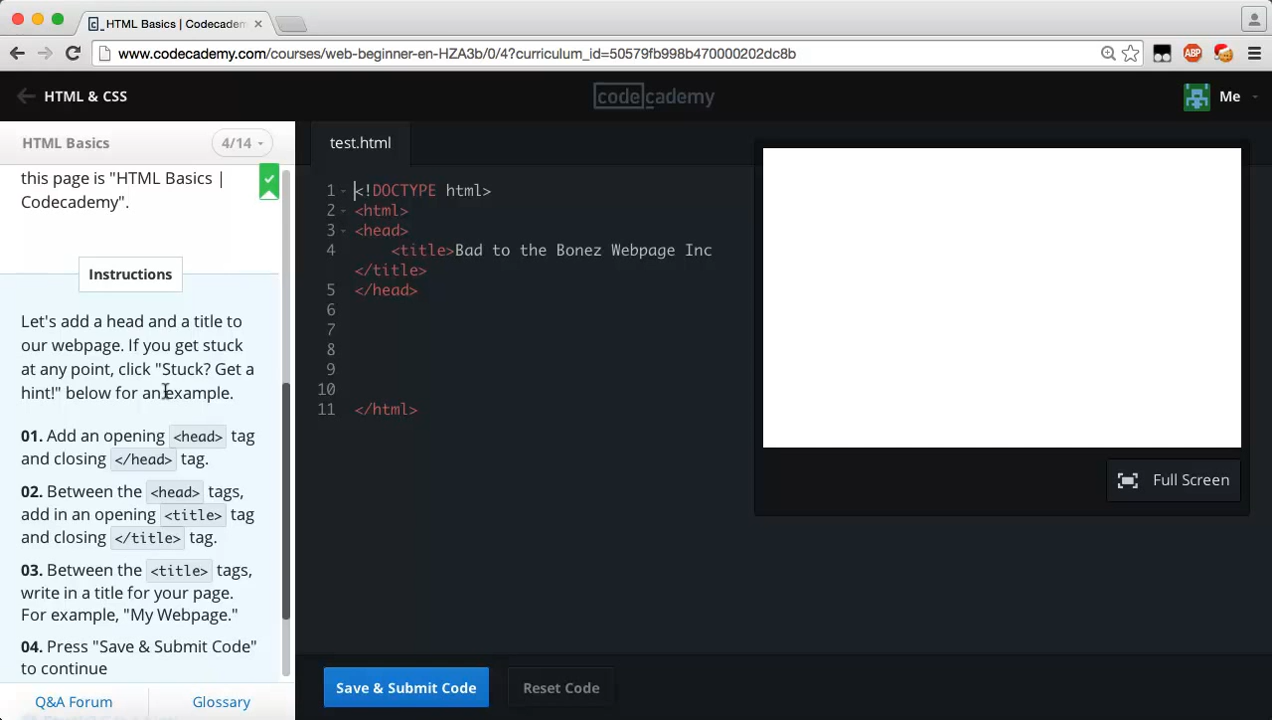 HTML Basics | Codecadem
www.codecademy.com/courses/web-beginner-en-HZA3b/0/4?curriculum_id=50579fb998b470000202dc8b
ABP
HTML & CSS
codecademy
Me
HTML Basics
4/14
this page is "HTML Basics |
Codecademy".
Instructions
Let's add a head and a title to
our webpage. If you get stuck
at any point, click "Stuck? Get a
hint!" below for an example.
01. Add an opening <head> tag
and closing </head> tag.
02. Between the <head> tags,
add in an opening <title> tag
and closing </title> tag.
03. Between the <title> tags,
write in a title for your page.
For example, "My Webpage."
04. Press "Save & Submit Code"
to continue
Q&A Forum
Glossary
test.html
1 <!DOCTYPE html>
2 <html>
3 <head>
4 <title>Bad to the Bonez Webpage Inc
</title>
5 </head>
6
7
8
9
10
11 </html>
Full Screen
Save & Submit Code
Reset Code